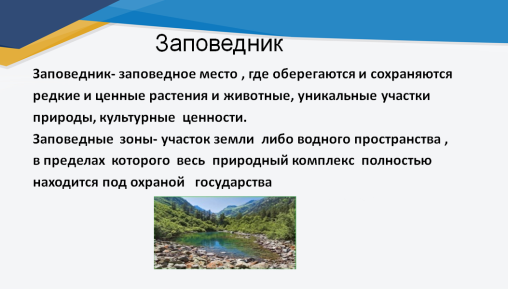 Заповедник
Заповедник- заповедное место , где оберегаются и сохраняются
редкие и ценные растения и животные, уникальные участки
природы, культурные ценности.
Заповедные зоны- участок земли либо водного пространства ,
в пределах которого весь природный комплекс полностью
находится под охраной государства